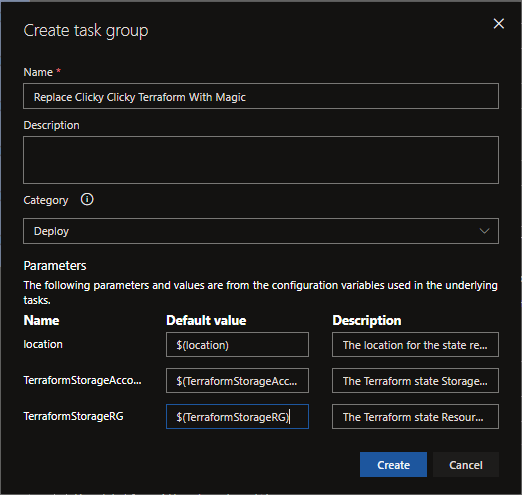 Create task group
Name *
Replace Clicky Clicky Terraform With Magic
Description
Category
Deploy
Parameters
The following parameters and values are from the configuration variables used in the underlying
tasks.
Name Default value Description
location $(location) The location for the state re...
TerraformStorageAcco... $(TerraformStorageAcc... The Terraform state Storage...
TerraformStorageRG $(TerraformStorageRG) The Terraform state Resour...
Create Cancel